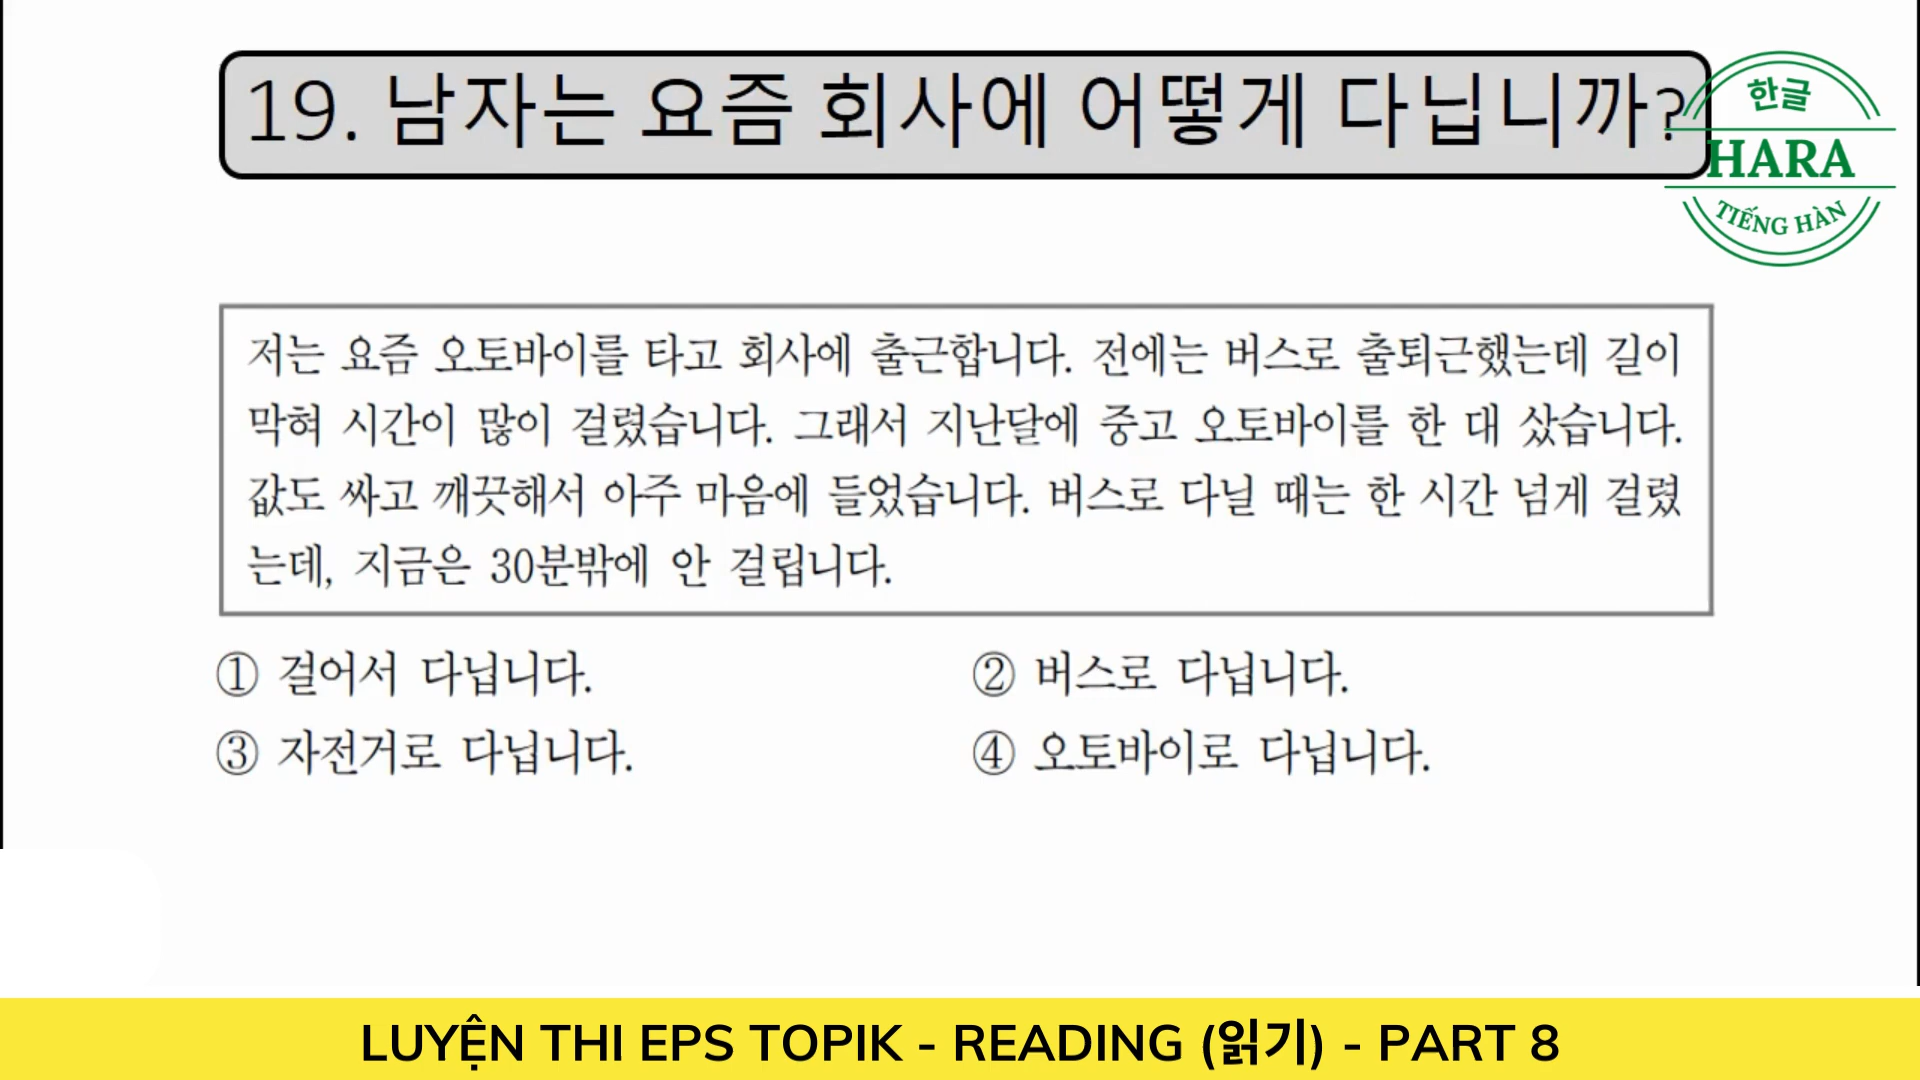 19. 남자는 요즘 회사에 어떻게 다닙니까?
한글
HARA
TIẾNG HÀN
저는 요즘 오토바이를 타고 회사에 출근합니다. 전에는 버스로 출퇴근했는데 길이
막혀 시간이 많이 걸렸습니다. 그래서 지난달에 중고 오토바이를 한 대 샀습니다.
값도 싸고 깨끗해서 아주 마음에 들었습니다. 버스로 다닐 때는 한 시간 넘게 걸렸
는데, 지금은 30분밖에 안 걸립니다.
① 걸어서 다닙니다.
② 버스로 다닙니다.
③ 자전거로 다닙니다.
④ 오토바이로 다닙니다.
LUYỆN THI EPS TOPIK - READING (읽기) - PART 8